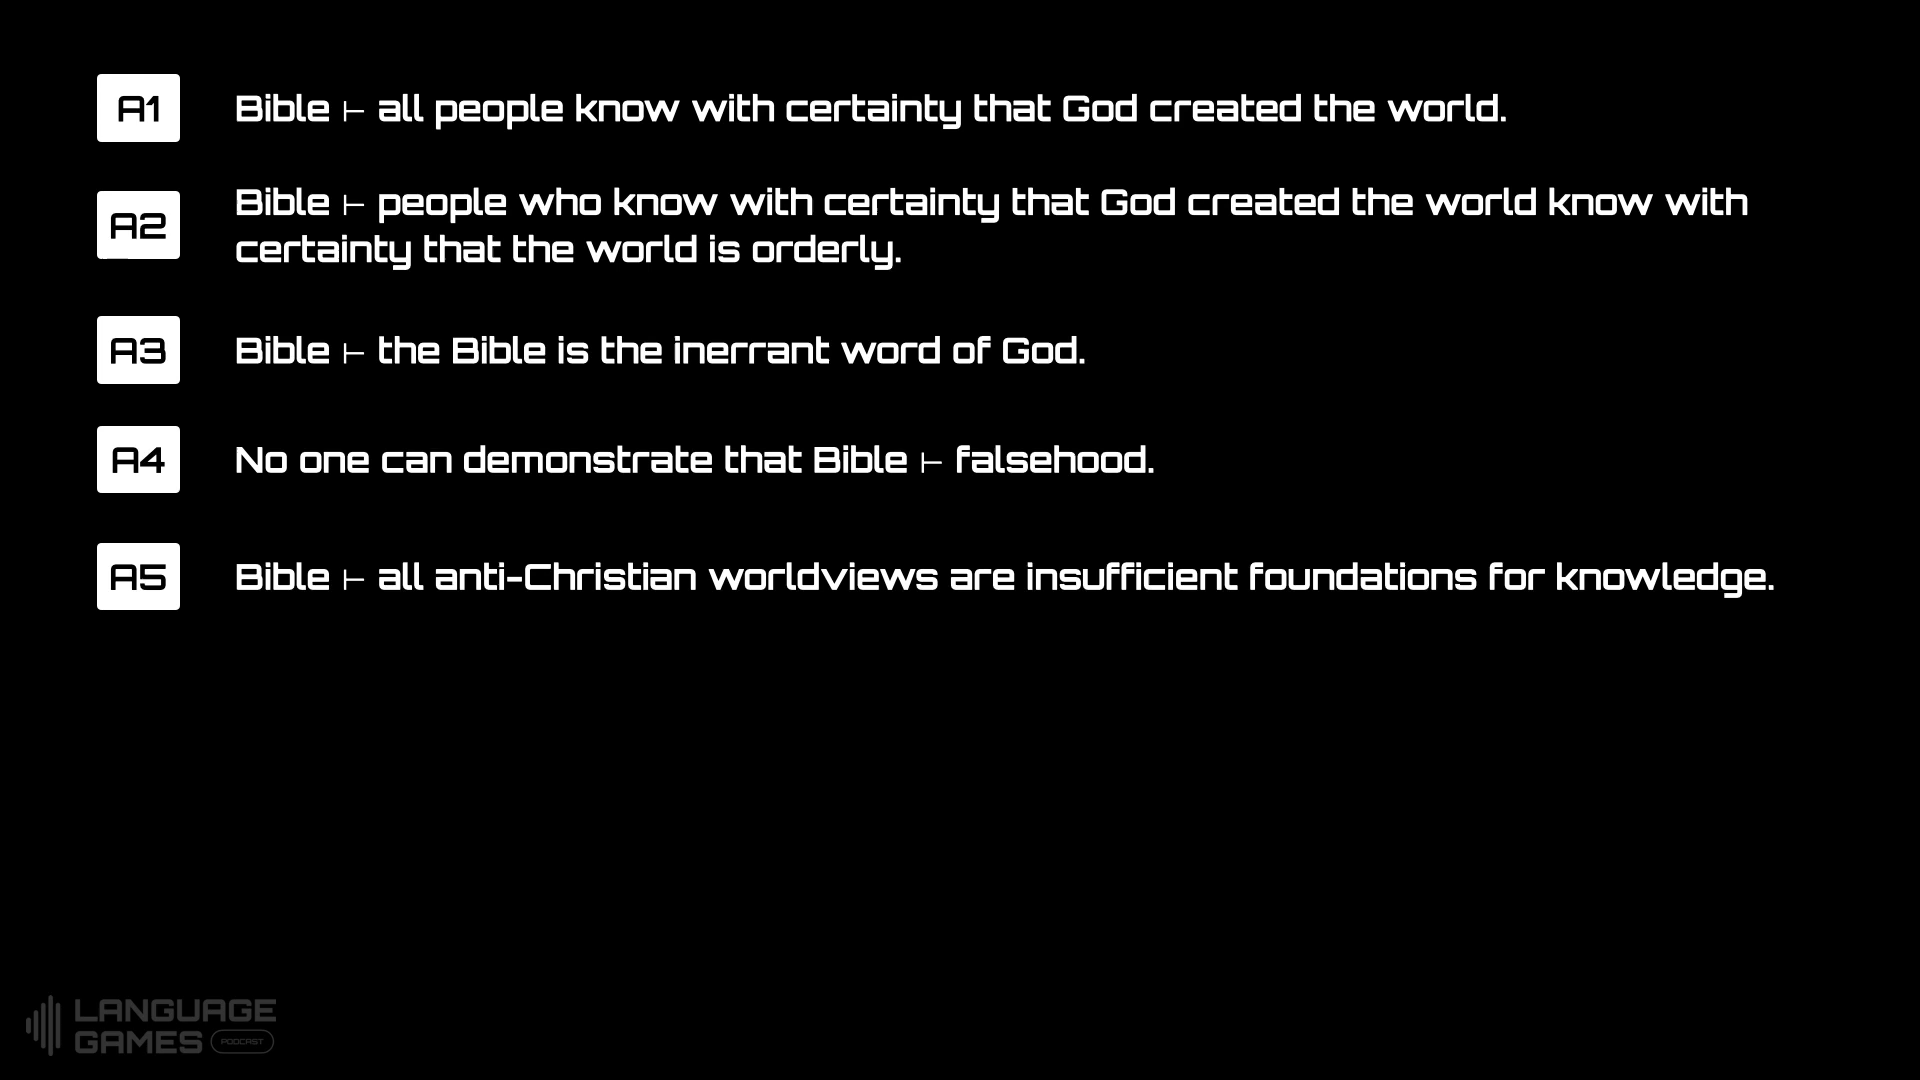 A1 Bible ⊢ all people know with certainty that God created the world.
A2 Bible ⊢ people who know with certainty that God created the world know with
certainty that the world is orderly.
A3 Bible ⊢ the Bible is the inerrant word of God.
A4 No one can demonstrate that Bible ⊢ falsehood.
A5 Bible ⊢ all anti-Christian worldviews are insufficient foundations for knowledge.
LANGUAGE
GAMES PODCAST